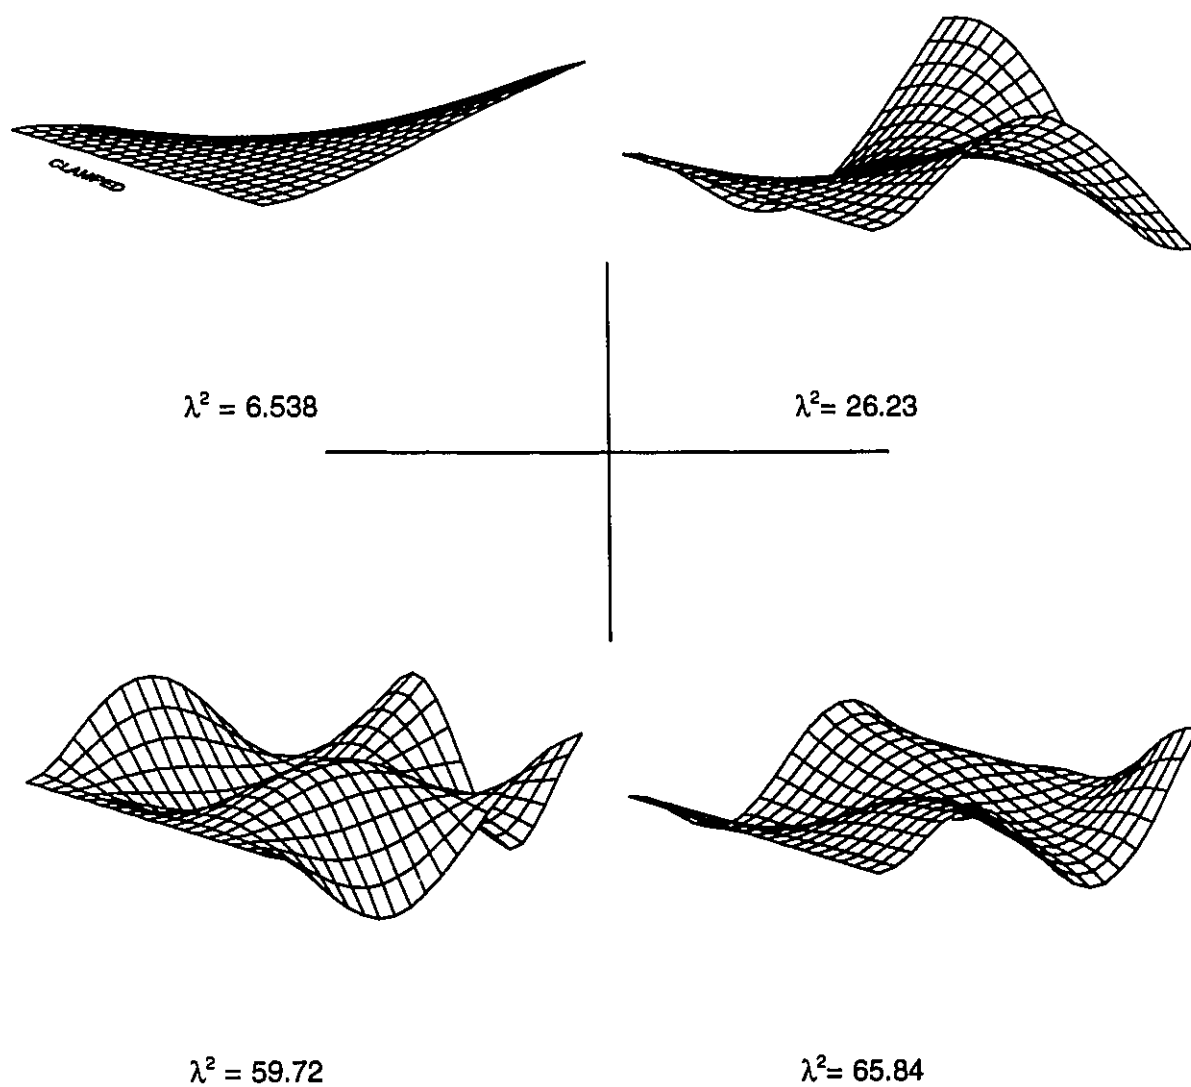 CLAMPED
λ² = 6.538
λ²= 26.23
λ² = 59.72
λ²= 65.84